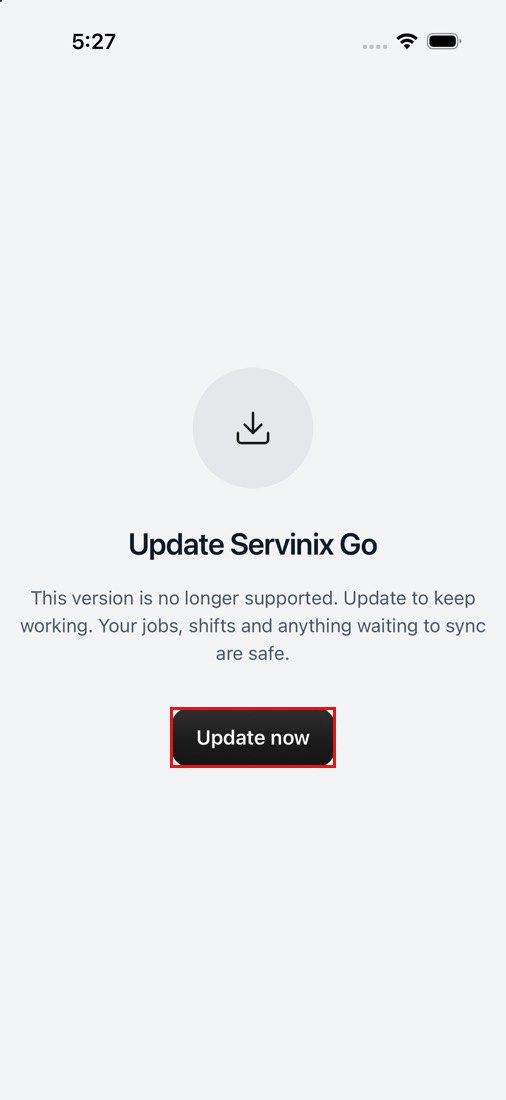 5:27
Update Servinix Go
This version is no longer supported. Update to keep
working. Your jobs, shifts and anything waiting to sync
are safe.
Update now